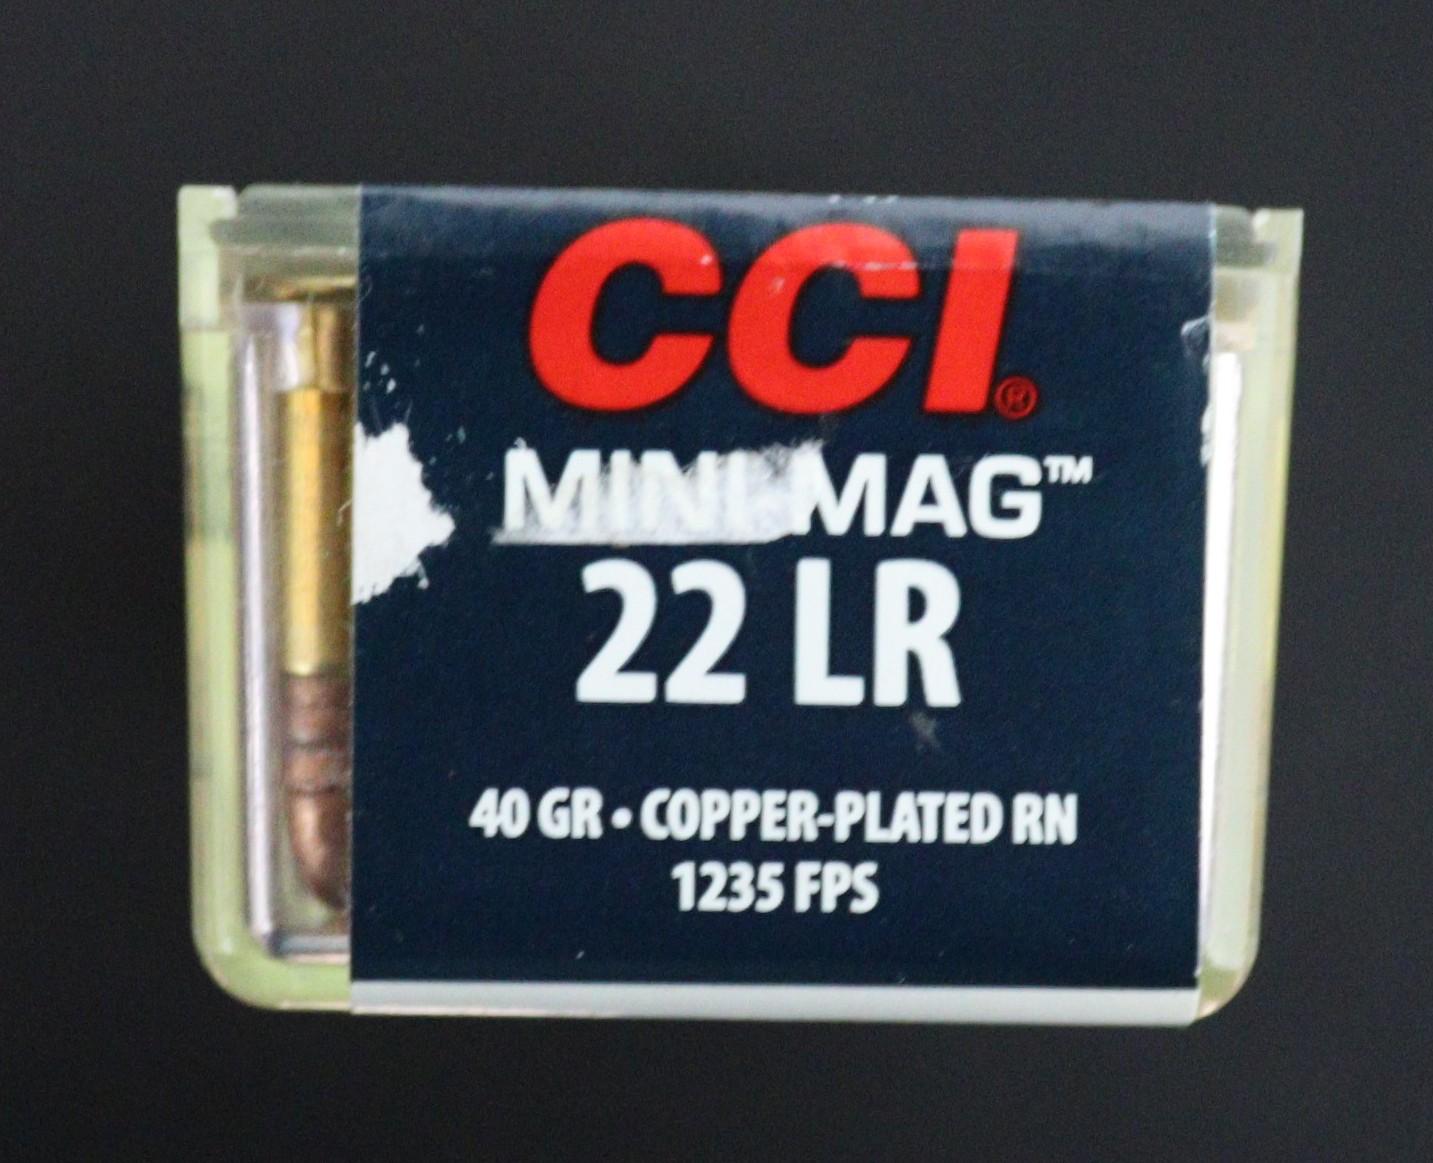 CCI®
MINI-MAG™
22 LR
40 GR • COPPER-PLATED RN
1235 FPS